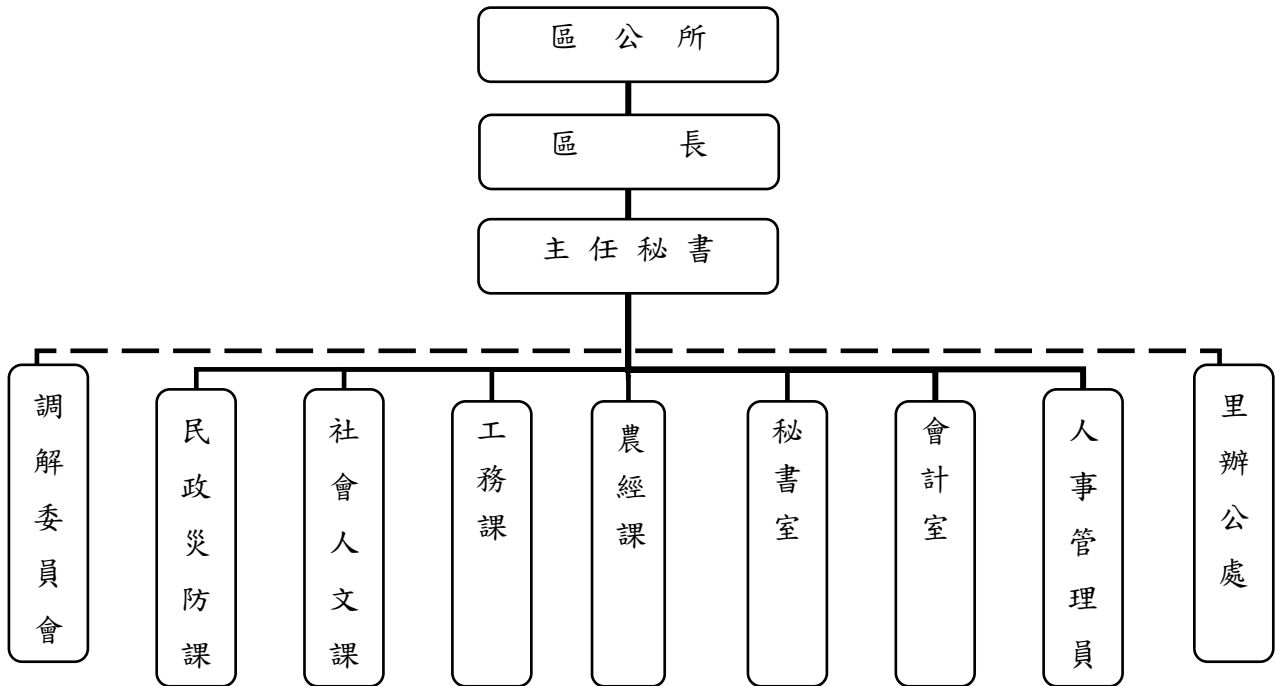 區公所
區長
主任秘書
調解委員會
民政災防課
社會人文課
工務課
農經課
秘書室
會計室
人事管理員
里辦公處